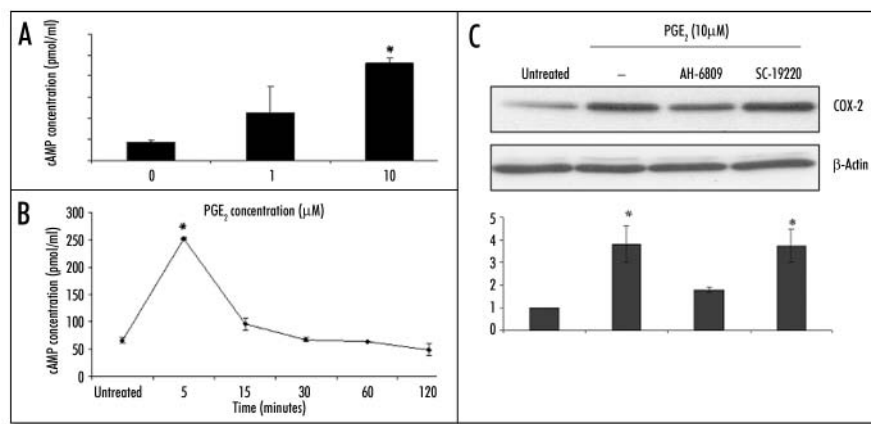 A
cAMP concentration (pmol/ml)
*
0 1 10
PGE₂ concentration (μM)
B
cAMP concentration (pmol/ml)
300
250
200
150
100
50
0
*
Untreated 5 15 30 60 120
Time (minutes)
C
PGE₂ (10μM)
Untreated – AH-6809 SC-19220
COX-2
β-Actin
5
4
3
2
1
0
* *